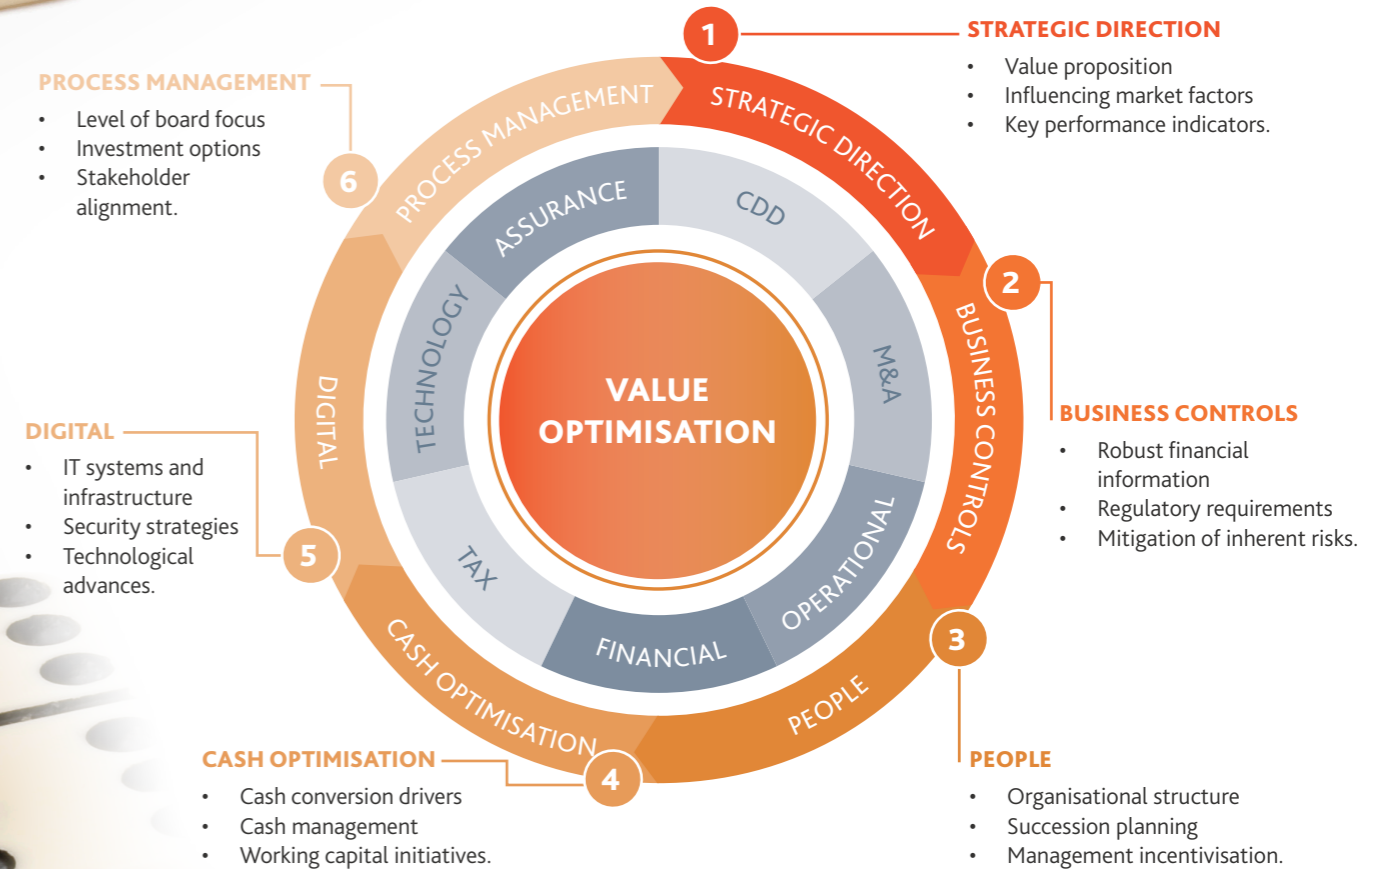 1
STRATEGIC DIRECTION
• Value proposition
• Influencing market factors
• Key performance indicators.
2
BUSINESS CONTROLS
• Robust financial
information
• Regulatory requirements
• Mitigation of inherent risks.
3
PEOPLE
• Organisational structure
• Succession planning
• Management incentivisation.
4
CASH OPTIMISATION
• Cash conversion drivers
• Cash management
• Working capital initiatives.
5
DIGITAL
• IT systems and
infrastructure
• Security strategies
• Technological
advances.
6
PROCESS MANAGEMENT
• Level of board focus
• Investment options
• Stakeholder
alignment.
STRATEGIC DIRECTION
BUSINESS CONTROLS
PEOPLE
CASH OPTIMISATION
DIGITAL
PROCESS MANAGEMENT
CDD
M&A
OPERATIONAL
FINANCIAL
TAX
TECHNOLOGY
ASSURANCE
VALUE
OPTIMISATION